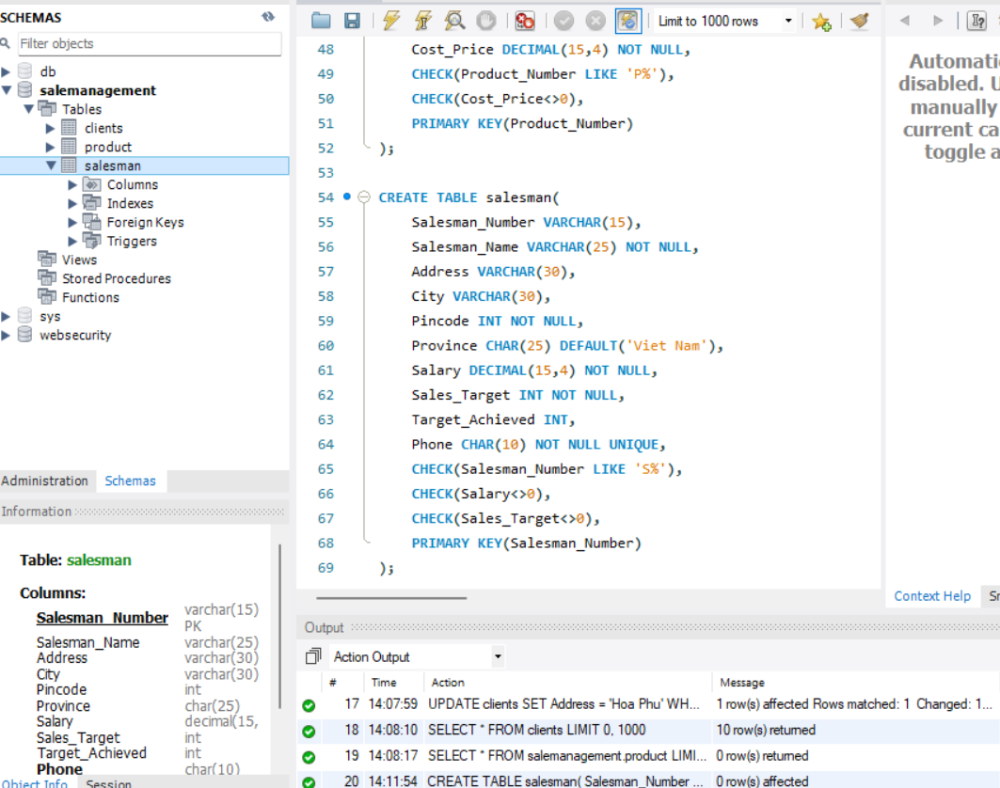 SCHEMAS
Filter objects
db
salemanagement
Tables
clients
product
salesman
Columns
Indexes
Foreign Keys
Triggers
Views
Stored Procedures
Functions
sys
websecurity
Administration Schemas
Information
Table: salesman
Columns:
Salesman_Number varchar(15) PK
Salesman_Name varchar(25)
Address varchar(30)
City varchar(30)
Pincode int
Province char(25)
Salary decimal(15,
Sales_Target int
Target_Achieved int
Phone char(10)
Object Info Session
Limit to 1000 rows
48 Cost_Price DECIMAL(15,4) NOT NULL,
49 CHECK(Product_Number LIKE 'P%'),
50 CHECK(Cost_Price<>0),
51 PRIMARY KEY(Product_Number)
52 );
53
54 CREATE TABLE salesman(
55 Salesman_Number VARCHAR(15),
56 Salesman_Name VARCHAR(25) NOT NULL,
57 Address VARCHAR(30),
58 City VARCHAR(30),
59 Pincode INT NOT NULL,
60 Province CHAR(25) DEFAULT('Viet Nam'),
61 Salary DECIMAL(15,4) NOT NULL,
62 Sales_Target INT NOT NULL,
63 Target_Achieved INT,
64 Phone CHAR(10) NOT NULL UNIQUE,
65 CHECK(Salesman_Number LIKE 'S%'),
66 CHECK(Salary<>0),
67 CHECK(Sales_Target<>0),
68 PRIMARY KEY(Salesman_Number)
69 );
Automati
disabled. U
manually
current ca
toggle a
Context Help Sn
Output
Action Output
# Time Action Message
17 14:07:59 UPDATE clients SET Address = 'Hoa Phu' WH... 1 row(s) affected Rows matched: 1 Changed: 1...
18 14:08:10 SELECT * FROM clients LIMIT 0, 1000 10 row(s) returned
19 14:08:17 SELECT * FROM salemanagement.product LIMI... 0 row(s) returned
20 14:11:54 CREATE TABLE salesman( Salesman_Number ... 0 row(s) affected